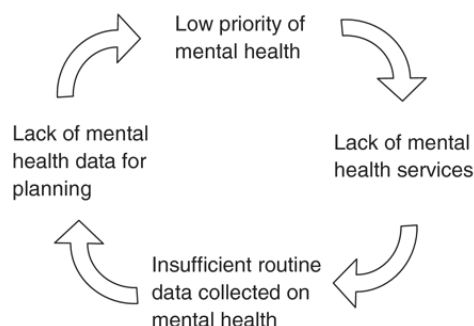 Low priority of
mental health
Lack of mental
health services
Insufficient routine
data collected on
mental health
Lack of mental
health data for
planning